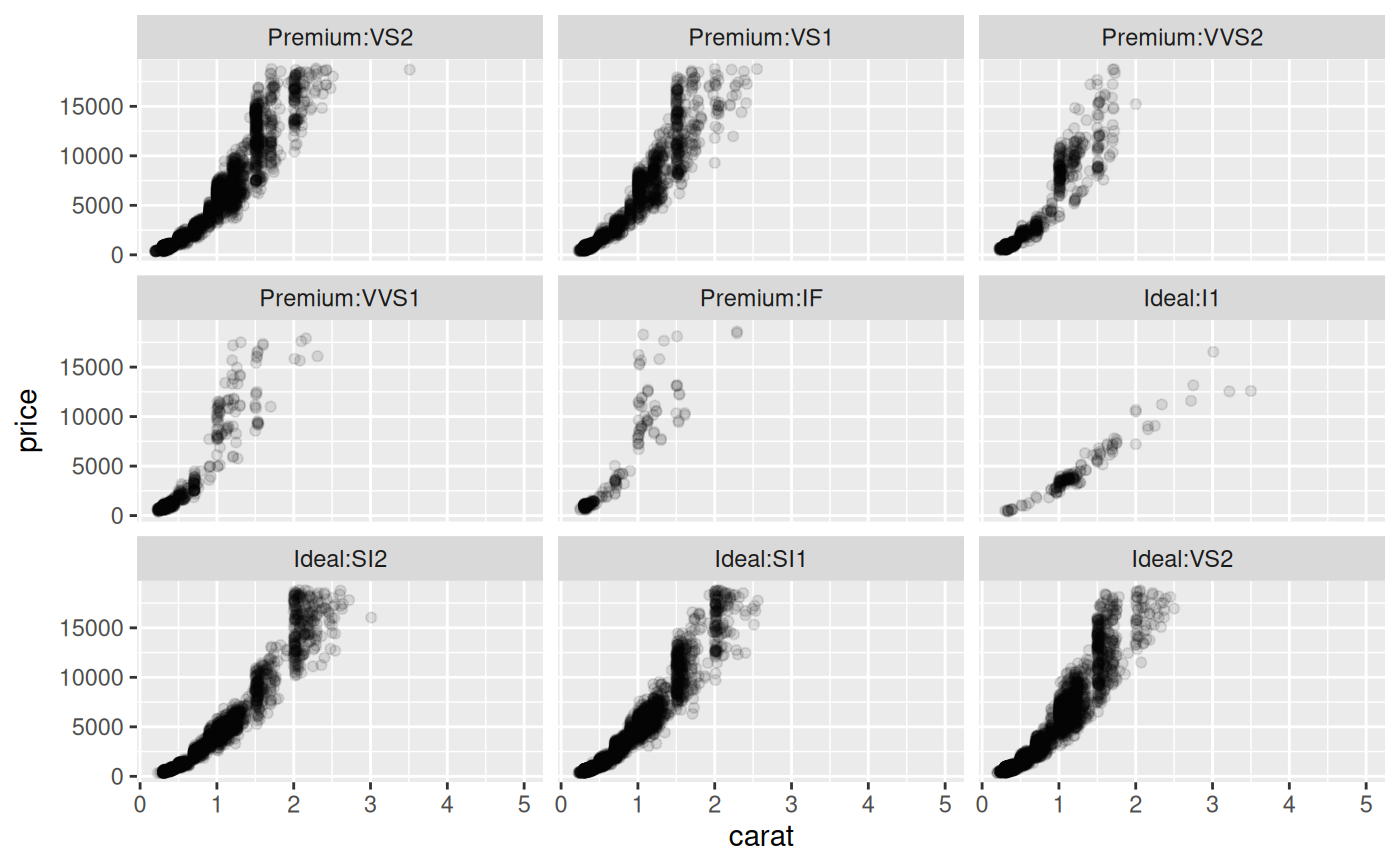 Premium:VS2 Premium:VS1 Premium:VVS2
15000
10000
5000
0
Premium:VVS1 Premium:IF Ideal:I1
15000
10000
5000
0
Ideal:SI2 Ideal:SI1 Ideal:VS2
15000
10000
5000
0
0 1 2 3 4 5 0 1 2 3 4 5 0 1 2 3 4 5
carat
price